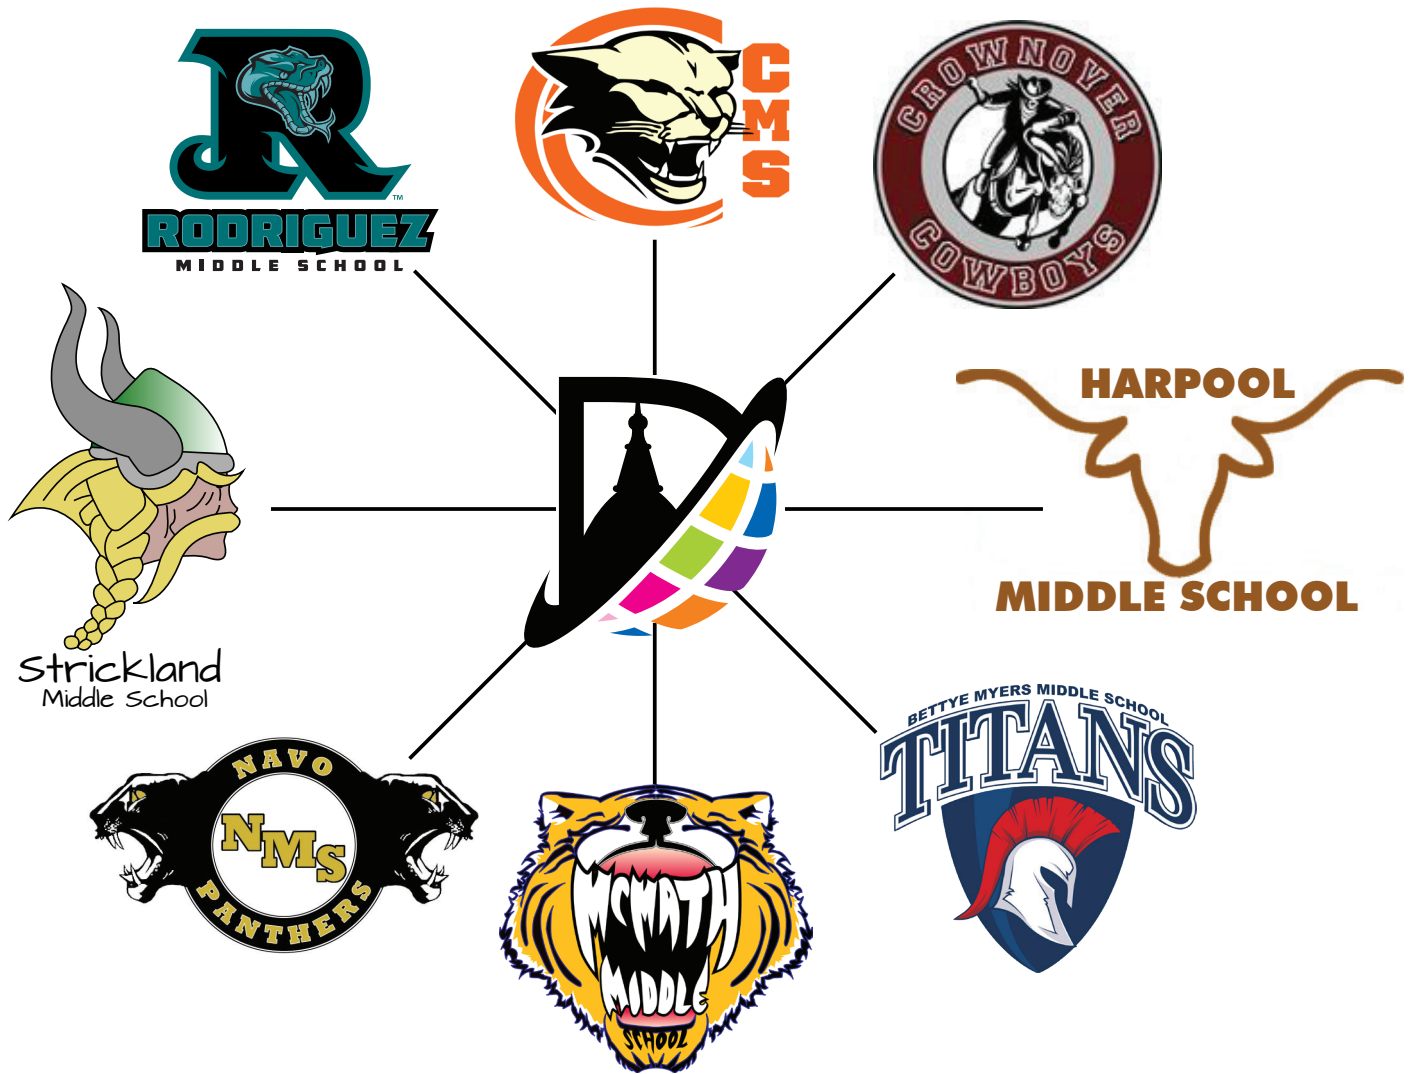 R
™
RODRIGUEZ
MIDDLE SCHOOL
C
CMS
CROWNOVER
COWBOYS
Strickland
Middle School
D
HARPOOL
MIDDLE SCHOOL
NAVO
NMS
PANTHERS
MCMATH
MIDDLE
SCHOOL
BETTYE MYERS MIDDLE SCHOOL
TITANS